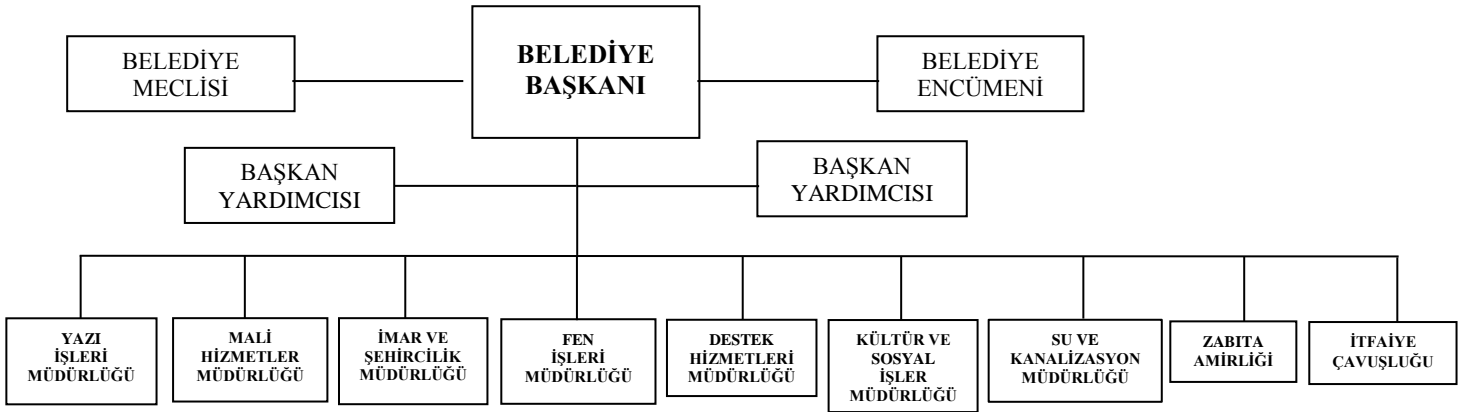 BELEDİYE
MECLİSİ
BELEDİYE
BAŞKANI
BELEDİYE
ENCÜMENİ
BAŞKAN
YARDIMCISI
BAŞKAN
YARDIMCISI
YAZI
İŞLERİ
MÜDÜRLÜĞÜ
MALİ
HİZMETLER
MÜDÜRLÜĞÜ
İMAR VE
ŞEHİRCİLİK
MÜDÜRLÜĞÜ
FEN
İŞLERİ
MÜDÜRLÜĞÜ
DESTEK
HİZMETLERİ
MÜDÜRLÜĞÜ
KÜLTÜR VE
SOSYAL
İŞLER
MÜDÜRLÜĞÜ
SU VE
KANALİZASYON
MÜDÜRLÜĞÜ
ZABITA
AMİRLİĞİ
İTFAİYE
ÇAVUŞLUĞU